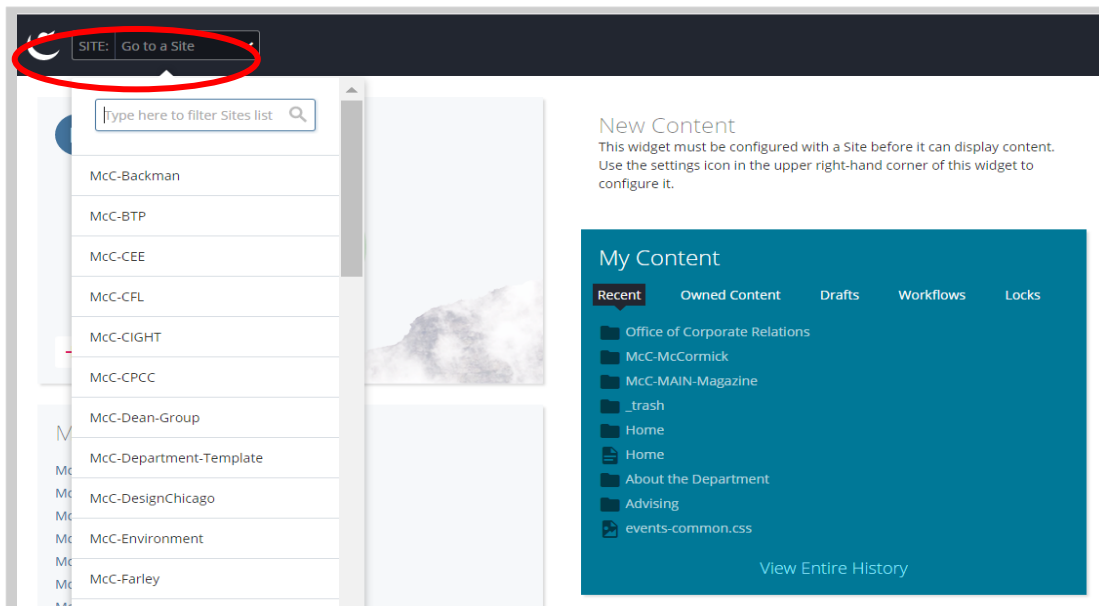 SITE: Go to a Site
Type here to filter Sites list
McC-Backman
McC-BTP
McC-CEE
McC-CFL
McC-CIGHT
McC-CPCC
McC-Dean-Group
McC-Department-Template
McC-DesignChicago
McC-Environment
McC-Farley
New Content
This widget must be configured with a Site before it can display content.
Use the settings icon in the upper right-hand corner of this widget to
configure it.
My Content
Recent Owned Content Drafts Workflows Locks
Office of Corporate Relations
McC-McCormick
McC-MAIN-Magazine
_trash
Home
Home
About the Department
Advising
events-common.css
View Entire History